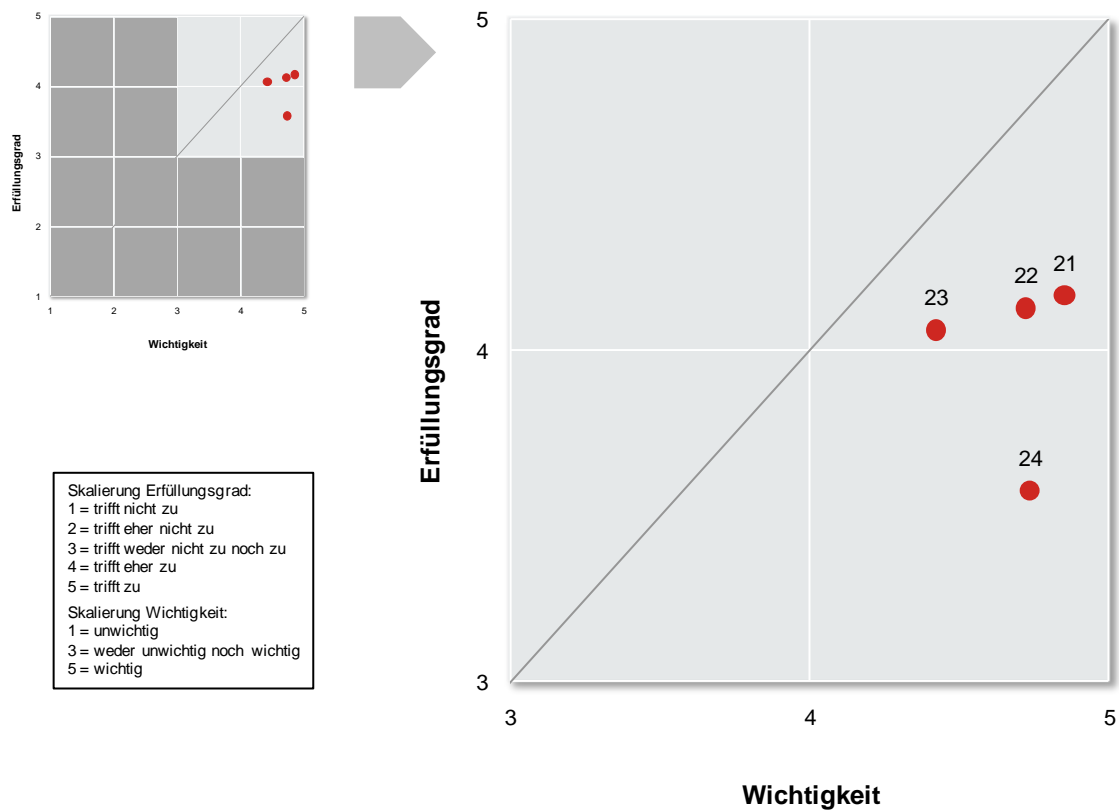 5
4
3
2
1
Erfüllungsgrad
1 2 3 4 5
Wichtigkeit
Skalierung Erfüllungsgrad:
1 = trifft nicht zu
2 = trifft eher nicht zu
3 = trifft weder nicht zu noch zu
4 = trifft eher zu
5 = trifft zu
Skalierung Wichtigkeit:
1 = unwichtig
3 = weder unwichtig noch wichtig
5 = wichtig
5
4
3
Erfüllungsgrad
21
22
23
24
3 4 5
Wichtigkeit